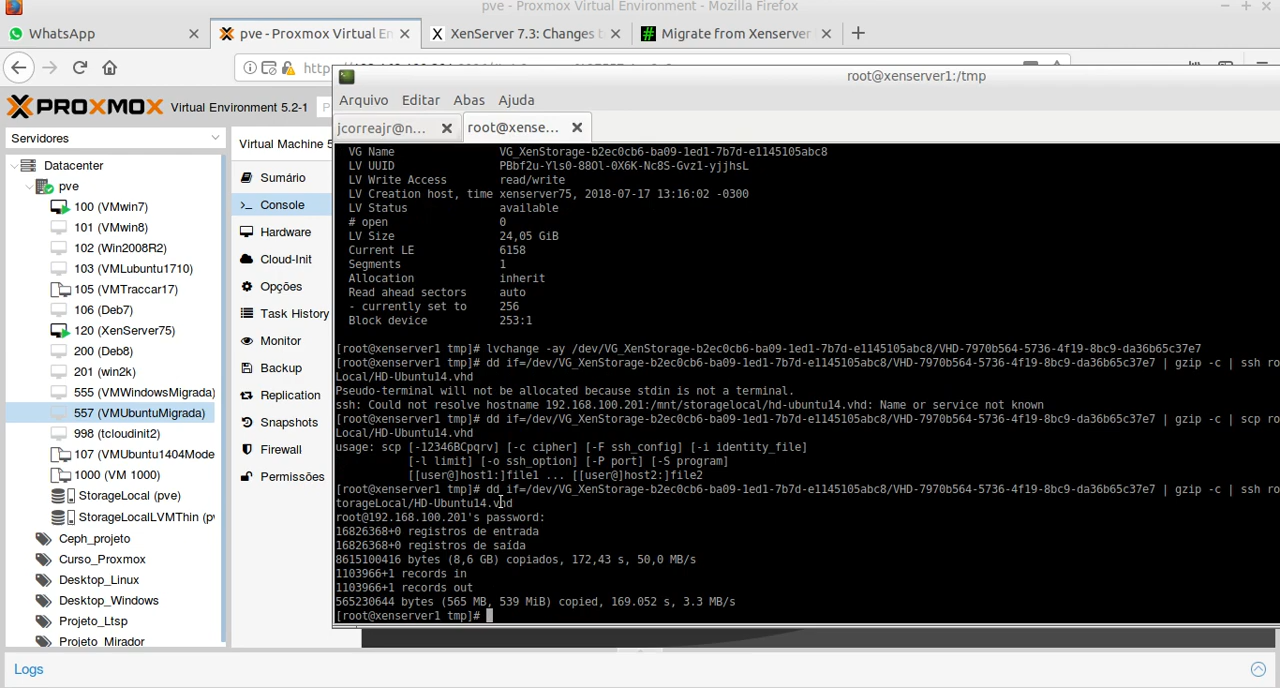 pve - Proxmox Virtual Environment - Mozilla Firefox
WhatsApp
pve - Proxmox Virtual En
XenServer 7.3: Changes
Migrate from Xenserver
Virtual Environment 5.2-1
PROXMOX
Servidores
Datacenter
pve
100 (VMwin7)
101 (VMwin8)
102 (Win2008R2)
103 (VMLubuntu1710)
105 (VMTraccar17)
106 (Deb7)
120 (XenServer75)
200 (Deb8)
201 (win2k)
555 (VMWindowsMigrada)
557 (VMUbuntuMigrada)
998 (tcloudinit2)
107 (VMUbuntu1404Mode
1000 (VM 1000)
StorageLocal (pve)
StorageLocalLVMThin (pv
Ceph_projeto
Curso_Proxmox
Desktop_Linux
Desktop_Windows
Projeto_Ltsp
Projeto_Mirador
Virtual Machine 5
Sumário
Console
Hardware
Cloud-Init
Opções
Task History
Monitor
Backup
Replication
Snapshots
Firewall
Permissões
root@xenserver1:/tmp
Arquivo Editar Abas Ajuda
jcorreajr@n...
root@xense...
VG Name VG_XenStorage-b2ec0cb6-ba09-1ed1-7b7d-e1145105abc8
LV UUID PBbf2u-Yls0-88Ol-0X6K-Nc8S-Gvz1-yjjhsL
LV Write Access read/write
LV Creation host, time xenserver75, 2018-07-17 13:16:02 -0300
LV Status available
# open 0
LV Size 24,05 GiB
Current LE 6158
Segments 1
Allocation inherit
Read ahead sectors auto
- currently set to 256
Block device 253:1
[root@xenserver1 tmp]# lvchange -ay /dev/VG_XenStorage-b2ec0cb6-ba09-1ed1-7b7d-e1145105abc8/VHD-7970b564-5736-4f19-8bc9-da36b65c37e7
[root@xenserver1 tmp]# dd if=/dev/VG_XenStorage-b2ec0cb6-ba09-1ed1-7b7d-e1145105abc8/VHD-7970b564-5736-4f19-8bc9-da36b65c37e7 | gzip -c | ssh ro
Local/HD-Ubuntu14.vhd
Pseudo-terminal will not be allocated because stdin is not a terminal.
ssh: Could not resolve hostname 192.168.100.201:/mnt/storagelocal/hd-ubuntu14.vhd: Name or service not known
[root@xenserver1 tmp]# dd if=/dev/VG_XenStorage-b2ec0cb6-ba09-1ed1-7b7d-e1145105abc8/VHD-7970b564-5736-4f19-8bc9-da36b65c37e7 | gzip -c | scp ro
Local/HD-Ubuntu14.vhd
usage: scp [-12346BCpqrv] [-c cipher] [-F ssh_config] [-i identity_file]
[-l limit] [-o ssh_option] [-P port] [-S program]
[[user@]host1:]file1 ... [[user@]host2:]file2
[root@xenserver1 tmp]# dd if=/dev/VG_XenStorage-b2ec0cb6-ba09-1ed1-7b7d-e1145105abc8/VHD-7970b564-5736-4f19-8bc9-da36b65c37e7 | gzip -c | ssh ro
torageLocal/HD-Ubuntu14.vhd
root@192.168.100.201's password:
16826368+0 registros de entrada
16826368+0 registros de saída
8615100416 bytes (8,6 GB) copiados, 172,43 s, 50,0 MB/s
1103966+1 records in
1103966+1 records out
565230644 bytes (565 MB, 539 MiB) copied, 169.052 s, 3.3 MB/s
[root@xenserver1 tmp]#
Logs